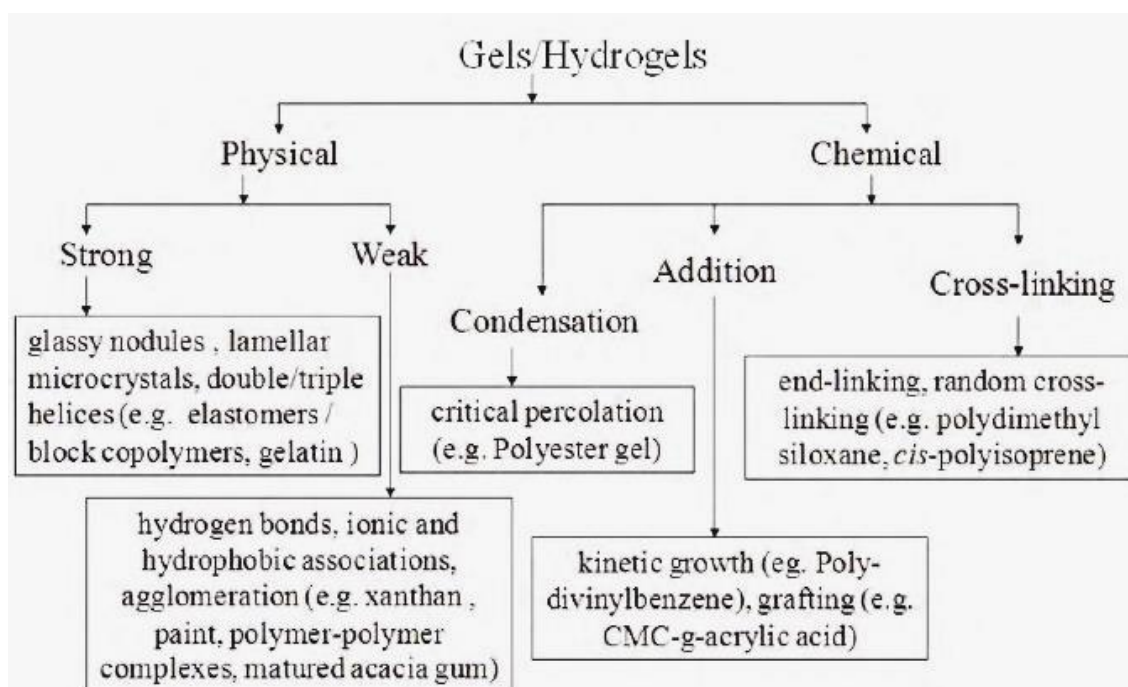 Gels/Hydrogels
Physical
Chemical
Strong
Weak
Condensation
Addition
Cross-linking
glassy nodules , lamellar
microcrystals, double/triple
helices (e.g. elastomers /
block copolymers, gelatin )
hydrogen bonds, ionic and
hydrophobic associations,
agglomeration (e.g. xanthan ,
paint, polymer-polymer
complexes, matured acacia gum)
critical percolation
(e.g. Polyester gel)
kinetic growth (eg. Poly-
divinylbenzene), grafting (e.g.
CMC-g-acrylic acid)
end-linking, random cross-
linking (e.g. polydimethyl
siloxane, cis-polyisoprene)